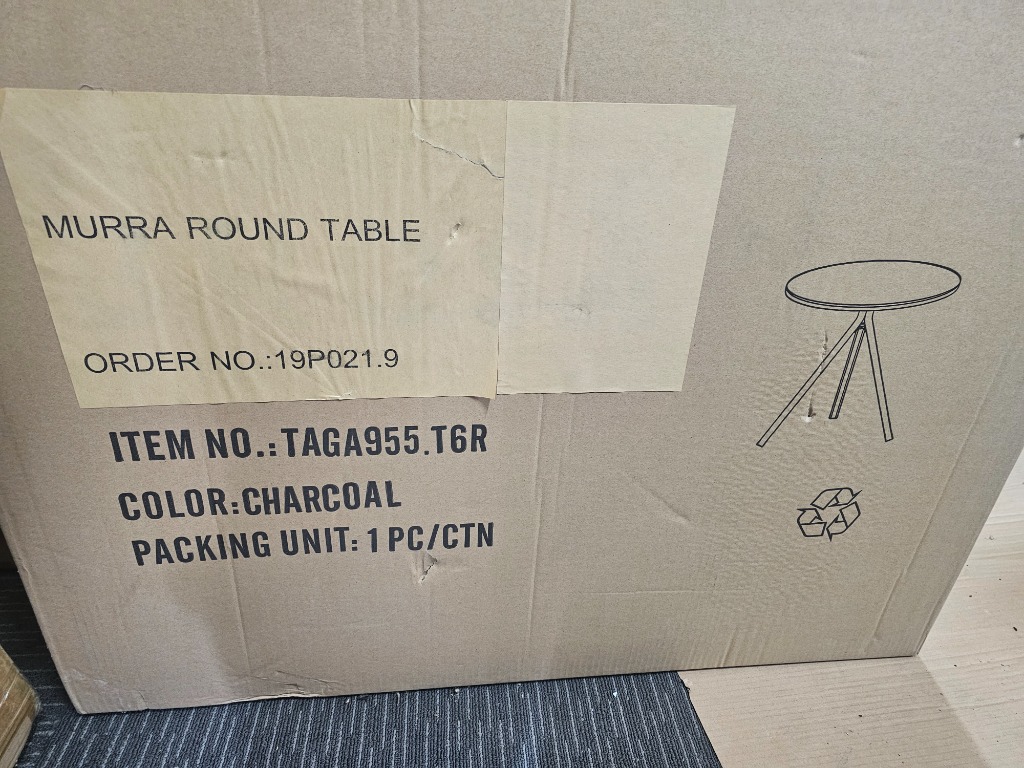 MURRA ROUND TABLE
ORDER NO.:19P021.9
ITEM NO.:TAGA955.T6R
COLOR:CHARCOAL
PACKING UNIT: 1 PC/CTN